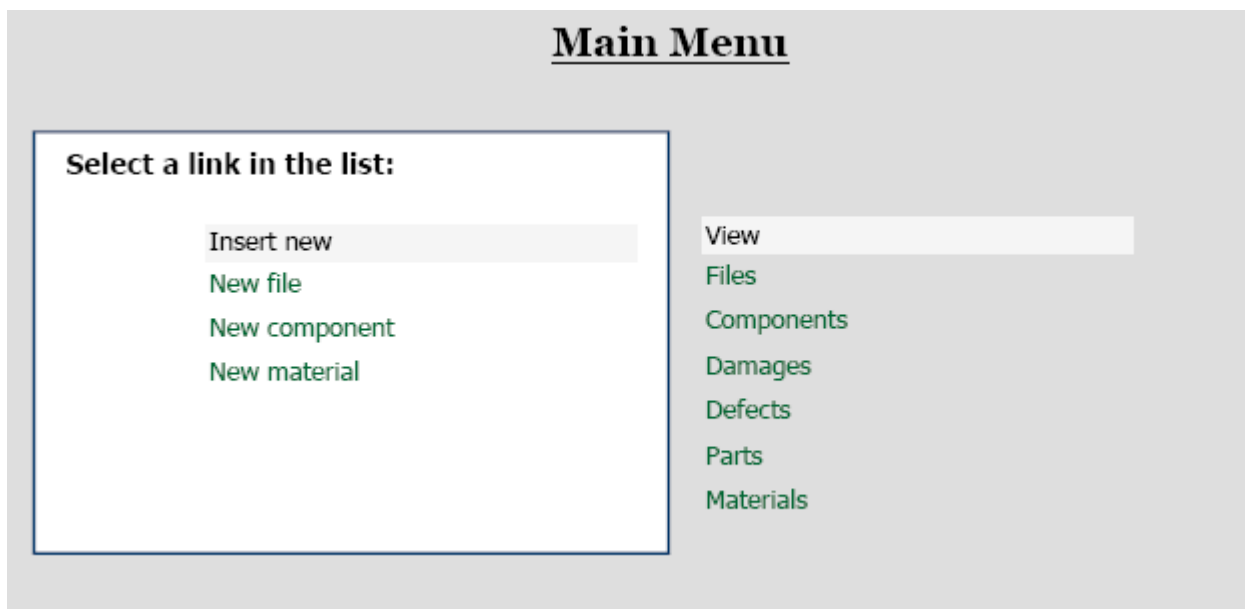 Main Menu
Select a link in the list:
Insert new
New file
New component
New material
View
Files
Components
Damages
Defects
Parts
Materials